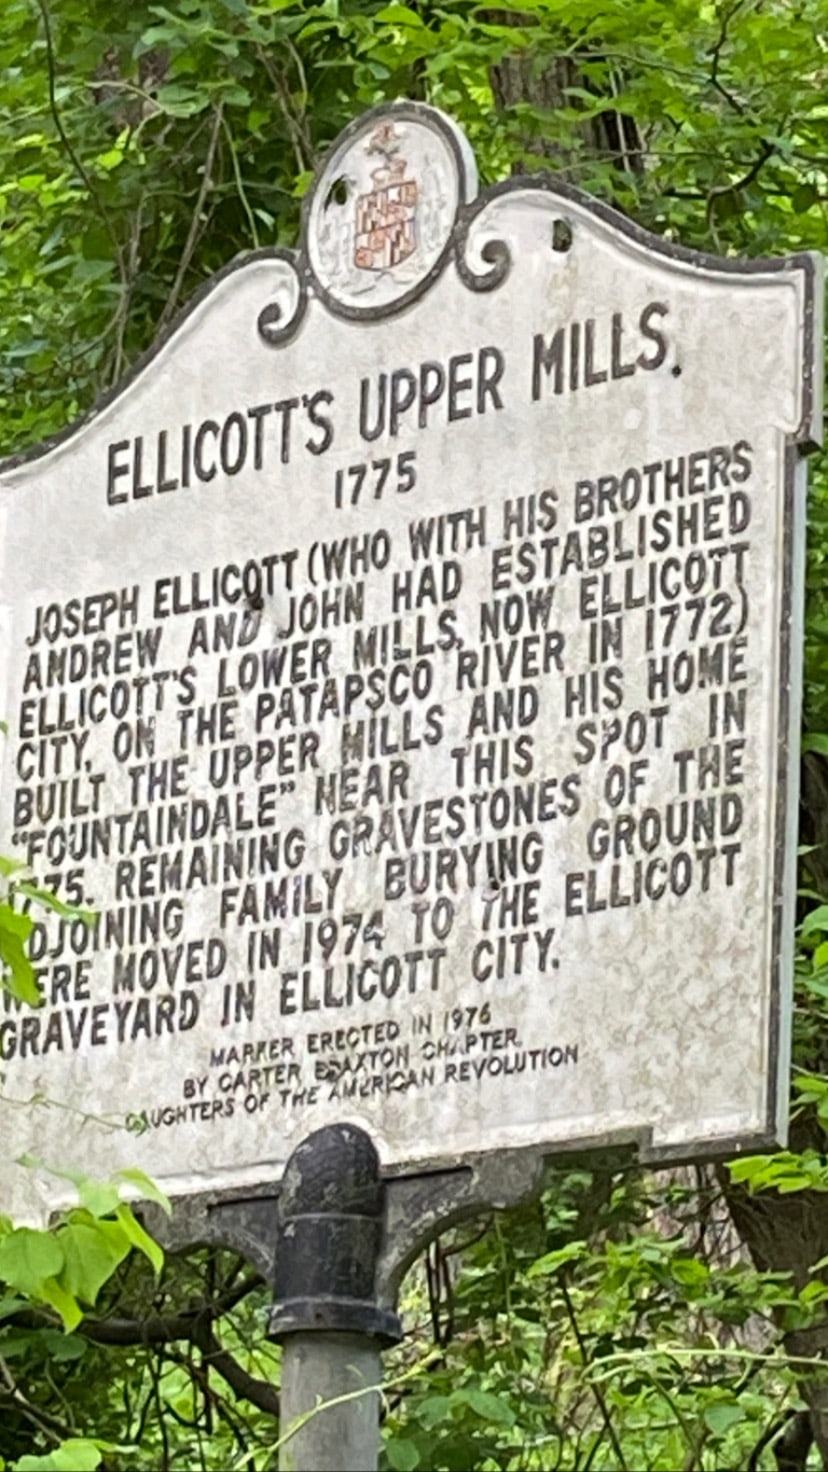 ELLICOTT'S UPPER MILLS.
1775
JOSEPH ELLICOTT (WHO WITH HIS BROTHERS
ANDREW AND JOHN HAD ESTABLISHED
ELLICOTT'S LOWER MILLS, NOW ELLICOTT
CITY, ON THE PATAPSCO RIVER IN 1772)
BUILT THE UPPER MILLS AND HIS HOME
"FOUNTAINDALE" NEAR THIS SPOT IN
1775. REMAINING GRAVESTONES OF THE
ADJOINING FAMILY BURYING GROUND
WERE MOVED IN 1974 TO THE ELLICOTT
GRAVEYARD IN ELLICOTT CITY.
MARKER ERECTED IN 1976
BY CARTER BRAXTON CHAPTER
DAUGHTERS OF THE AMERICAN REVOLUTION